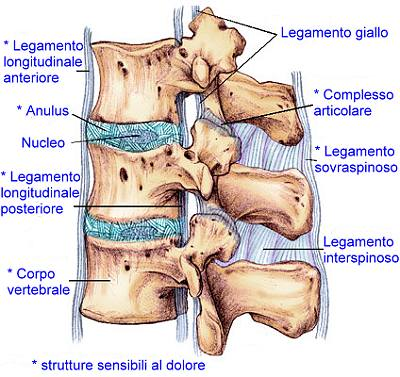 * Legamento
longitudinale
anteriore
* Anulus
Nucleo
* Legamento
longitudinale
posteriore
* Corpo
vertebrale
Legamento giallo
* Complesso
articolare
* Legamento
sovraspinoso
Legamento
interspinoso
* strutture sensibili al dolore